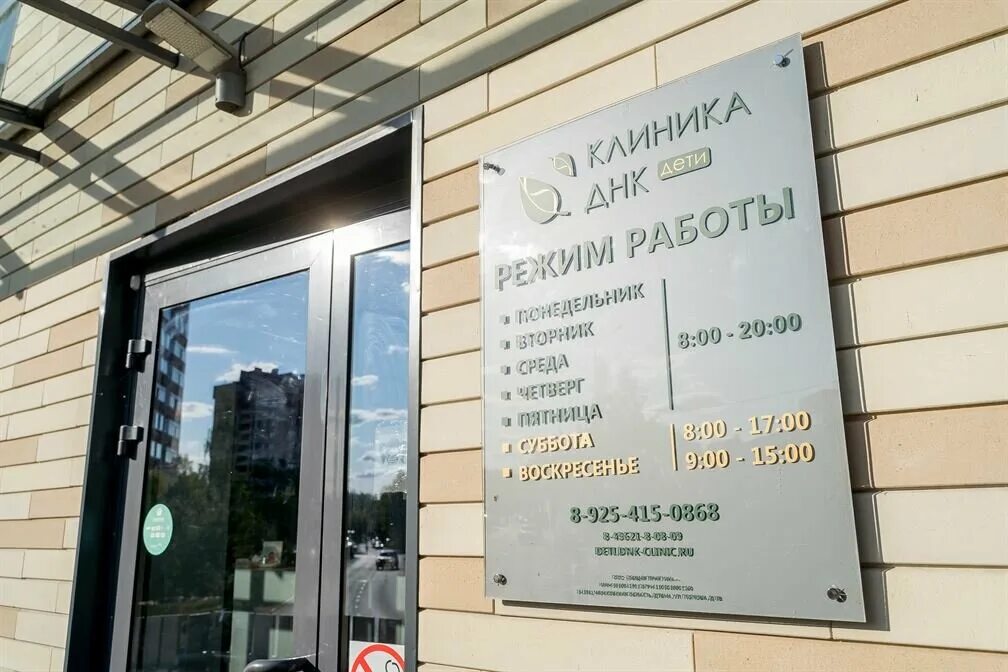 КЛИНИКА
ДНК дети
РЕЖИМ РАБОТЫ
ПОНЕДЕЛЬНИК
ВТОРНИК
СРЕДА
ЧЕТВЕРГ
ПЯТНИЦА
8:00 - 20:00
СУББОТА 8:00 - 17:00
ВОСКРЕСЕНЬЕ 9:00 - 15:00
8-925-415-0868
8-49621-8-08-09
DETI.DNK-CLINIC.RU